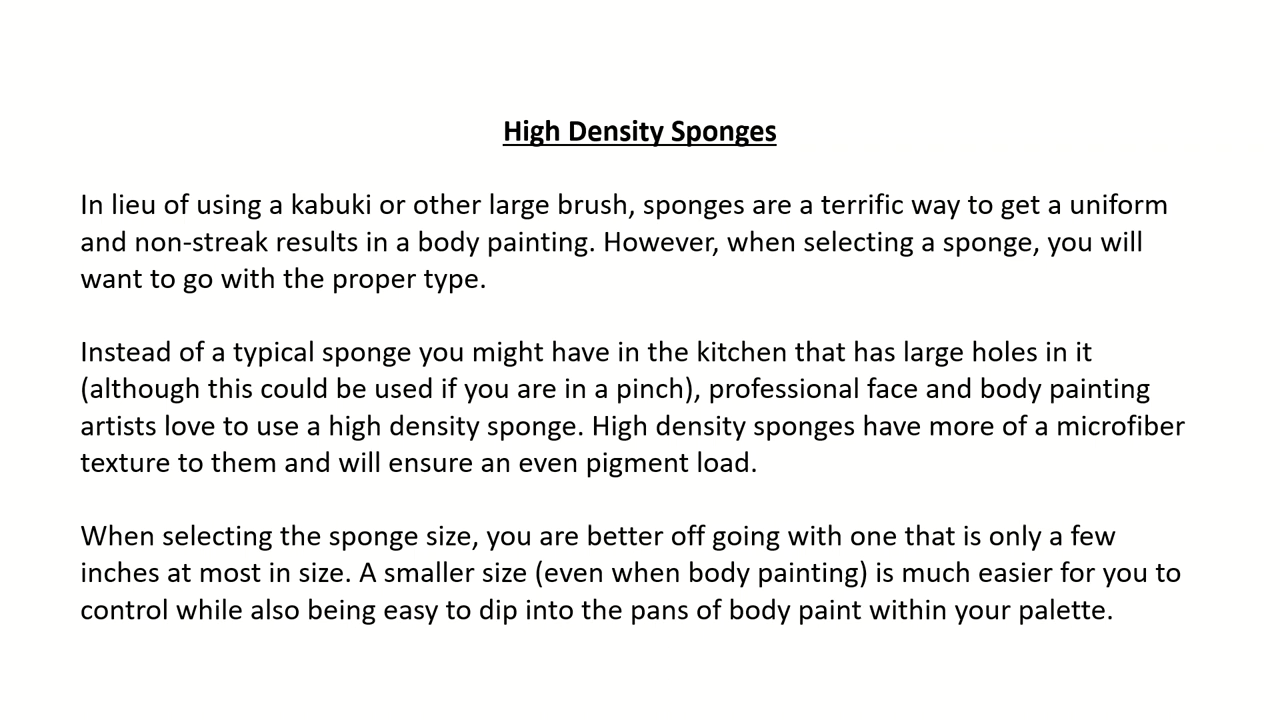 High Density Sponges
In lieu of using a kabuki or other large brush, sponges are a terrific way to get a uniform
and non-streak results in a body painting. However, when selecting a sponge, you will
want to go with the proper type.
Instead of a typical sponge you might have in the kitchen that has large holes in it
(although this could be used if you are in a pinch), professional face and body painting
artists love to use a high density sponge. High density sponges have more of a microfiber
texture to them and will ensure an even pigment load.
When selecting the sponge size, you are better off going with one that is only a few
inches at most in size. A smaller size (even when body painting) is much easier for you to
control while also being easy to dip into the pans of body paint within your palette.